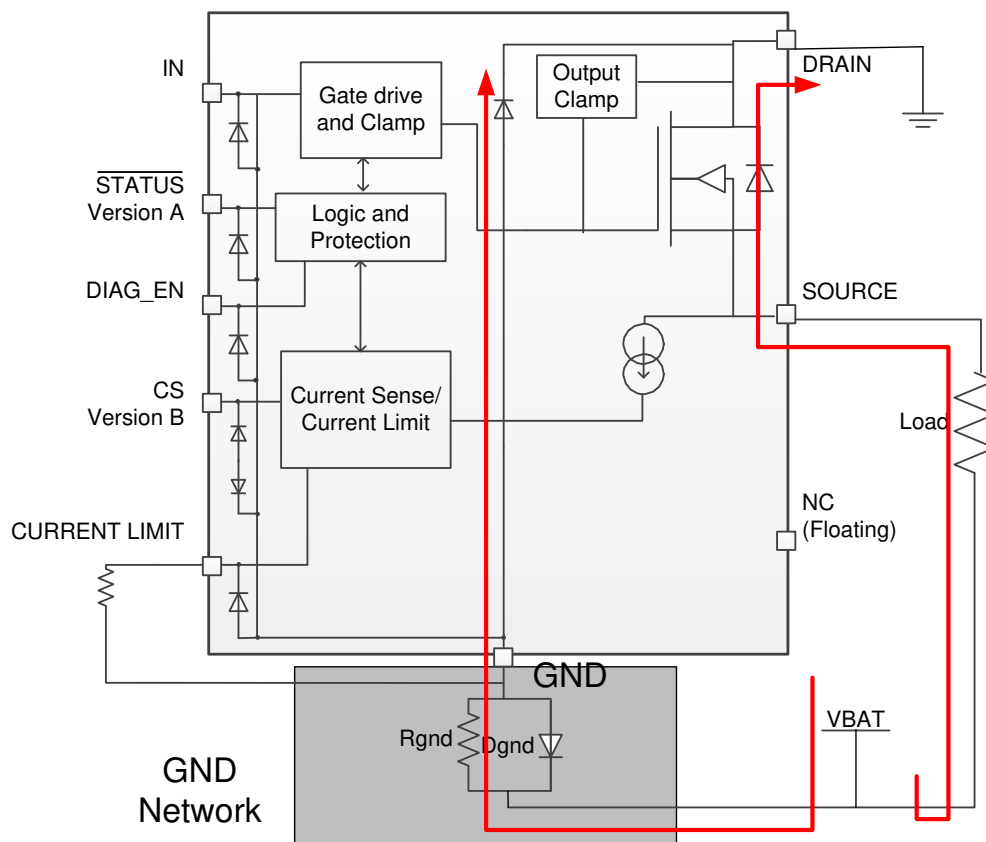 IN
STATUS
Version A
DIAG_EN
CS
Version B
CURRENT LIMIT
Gate drive
and Clamp
Logic and
Protection
Current Sense/
Current Limit
Output
Clamp
DRAIN
SOURCE
Load
NC
(Floating)
GND
Rgnd
Dgnd
VBAT
GND
Network